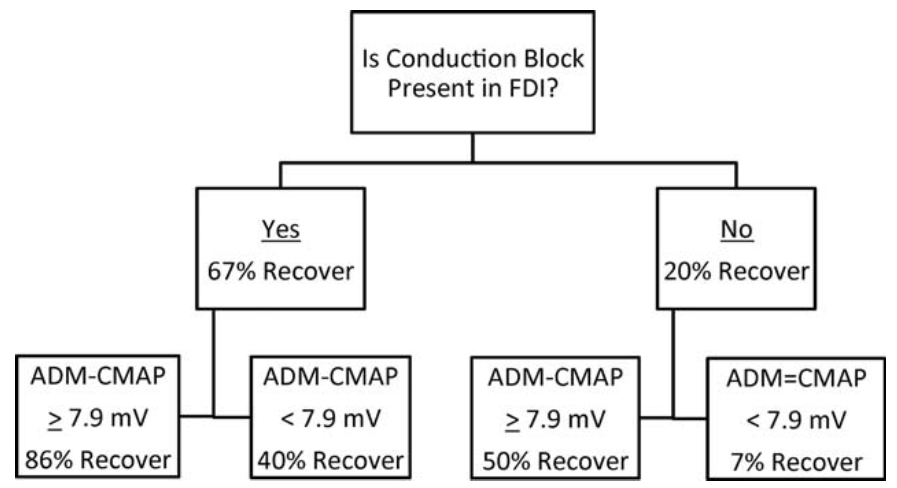 Is Conduction Block
Present in FDI?
Yes
67% Recover
No
20% Recover
ADM-CMAP
≥ 7.9 mV
86% Recover
ADM-CMAP
< 7.9 mV
40% Recover
ADM-CMAP
≥ 7.9 mV
50% Recover
ADM=CMAP
< 7.9 mV
7% Recover